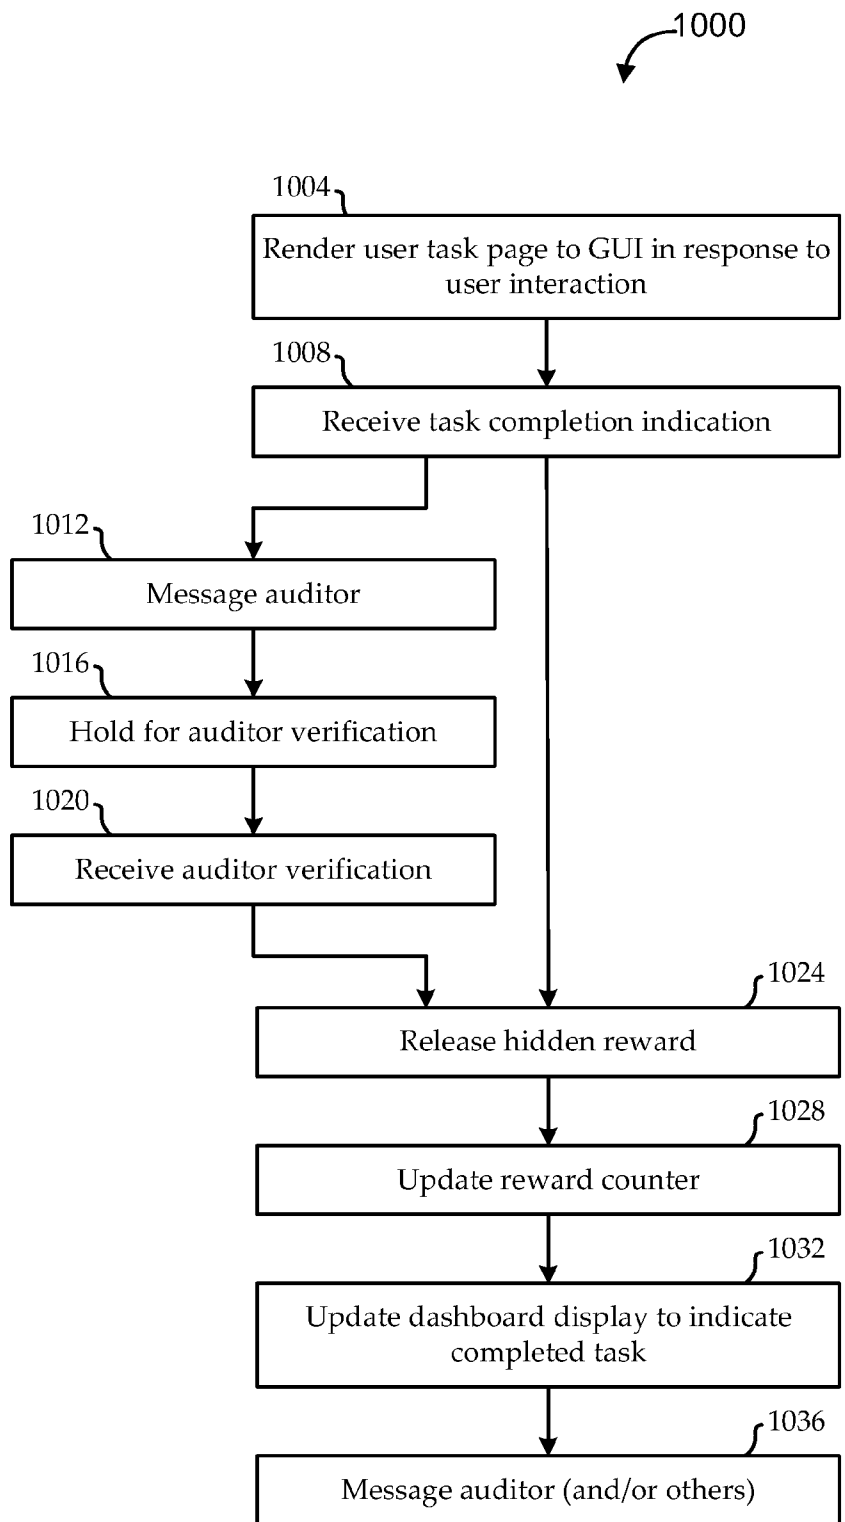 1000
1004
Render user task page to GUI in response to
user interaction
1008
Receive task completion indication
1012
Message auditor
1016
Hold for auditor verification
1020
Receive auditor verification
1024
Release hidden reward
1028
Update reward counter
1032
Update dashboard display to indicate
completed task
1036
Message auditor (and/or others)